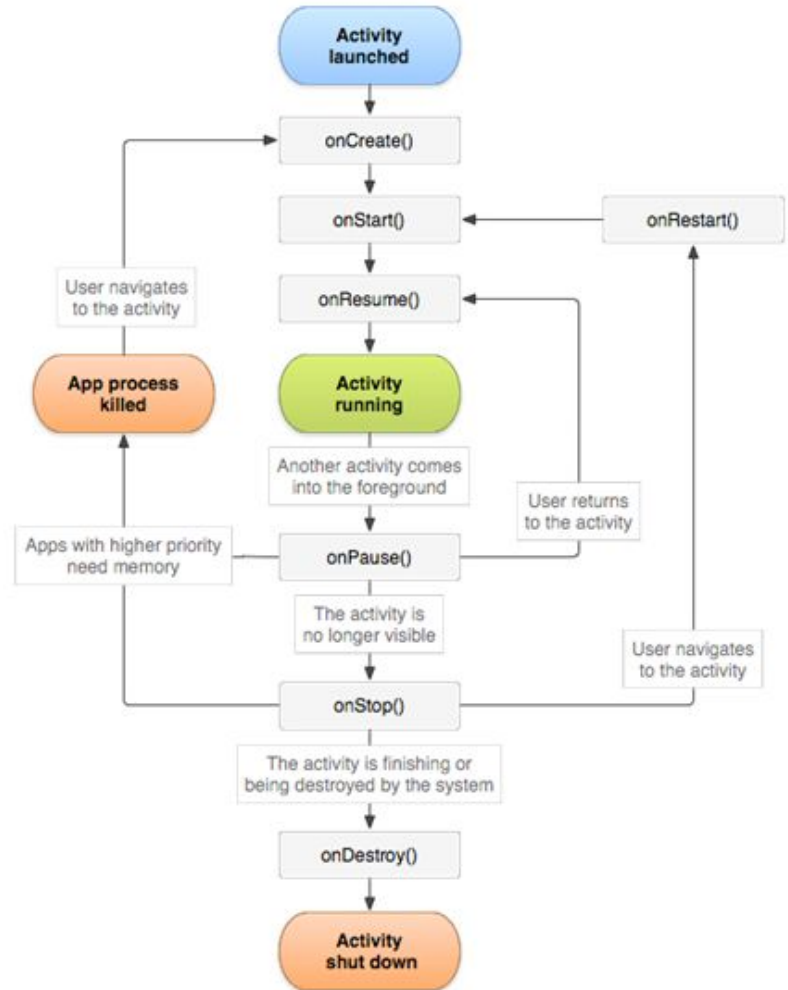 Activity
launched
onCreate()
onStart()
onRestart()
User navigates
to the activity
onResume()
App process
killed
Activity
running
Another activity comes
into the foreground
User returns
to the activity
Apps with higher priority
need memory
onPause()
The activity is
no longer visible
User navigates
to the activity
onStop()
The activity is finishing or
being destroyed by the system
onDestroy()
Activity
shut down